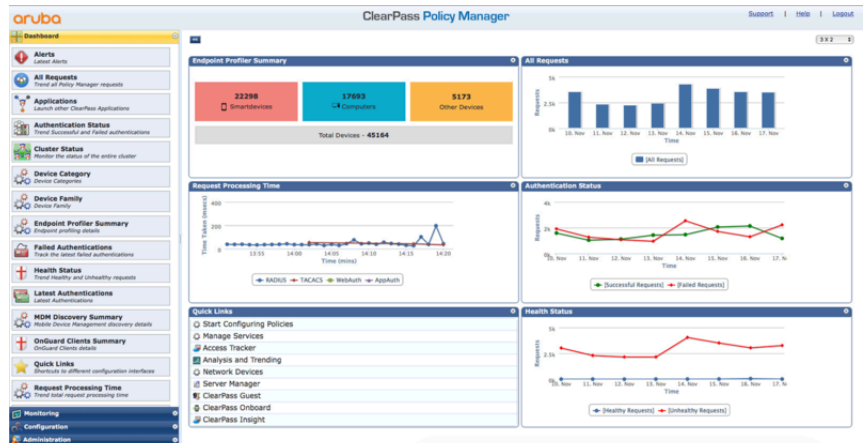 aruba
ClearPass Policy Manager
Support | Help | Logout
Dashboard
3 X 2
Alerts
Latest Alerts
All Requests
Trend all Policy Manager requests
Applications
Launch other ClearPass Applications
Authentication Status
Trend Successful and Failed authentications
Cluster Status
Monitor the status of the entire cluster
Device Category
Device Categories
Device Family
Device Family
Endpoint Profiler Summary
Endpoint profiling details
Failed Authentications
Track the latest failed authentications
Health Status
Trend Healthy and Unhealthy requests
Latest Authentications
Latest Authentications
MDM Discovery Summary
Mobile Device Management discovery details
OnGuard Clients Summary
OnGuard Clients details
Quick Links
Shortcuts to different configuration interfaces
Request Processing Time
Trend total request processing time
Monitoring
Configuration
Administration
Endpoint Profiler Summary
22298
Smartdevices
17693
Computers
5173
Other Devices
Total Devices - 45164
All Requests
Requests
5k
2.5k
0k
10. Nov 11. Nov 12. Nov 13. Nov 14. Nov 15. Nov 16. Nov 17. Nov
Time
[All Requests]
Request Processing Time
Time Taken (msecs)
400
200
0
13:55 14:00 14:05 14:10 14:15 14:20
Time (mins)
RADIUS TACACS WebAuth AppAuth
Authentication Status
Requests
4k
2k
0k
10. Nov 11. Nov 12. Nov 13. Nov 14. Nov 15. Nov 16. Nov 17. N
Time
[Successful Requests] [Failed Requests]
Quick Links
Start Configuring Policies
Manage Services
Access Tracker
Analysis and Trending
Network Devices
Server Manager
ClearPass Guest
ClearPass Onboard
ClearPass Insight
Health Status
Requests
5k
2.5k
0k
10. Nov 11. Nov 12. Nov 13. Nov 14. Nov 15. Nov 16. Nov 17. N
Time
[Healthy Requests] [Unhealthy Requests]